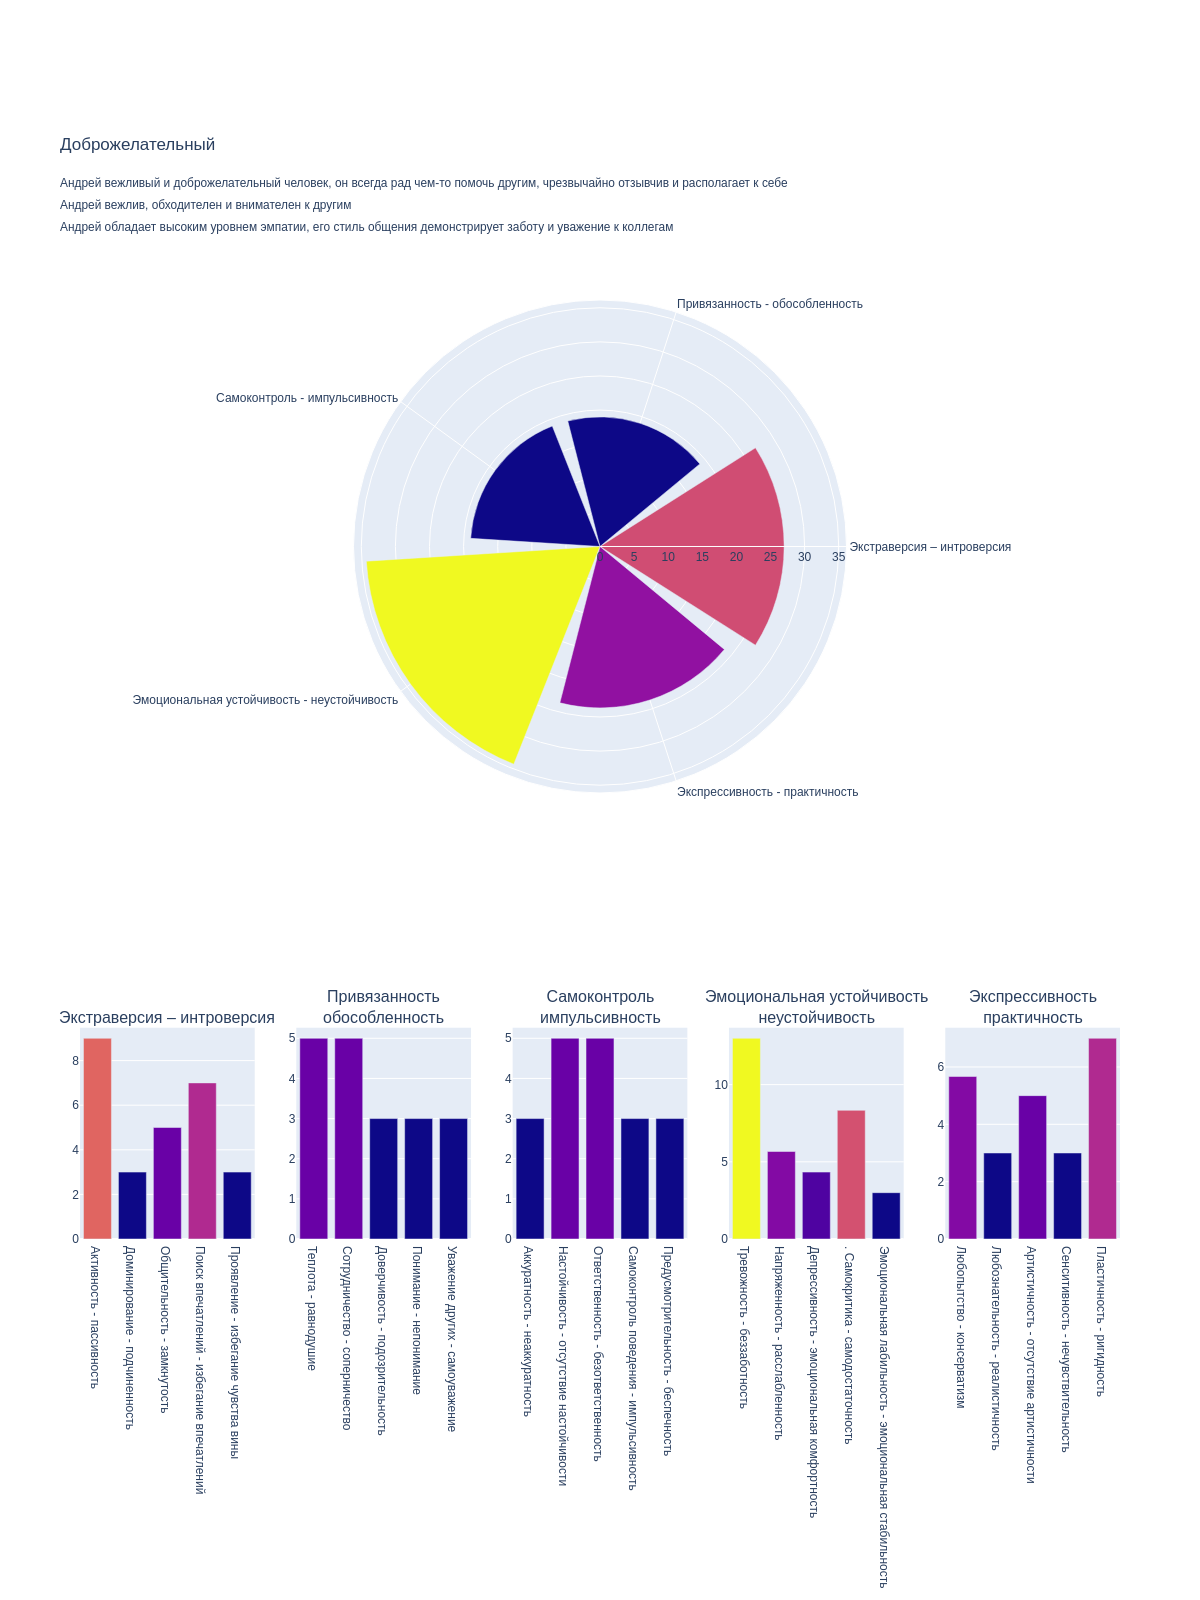 Доброжелательный
Андрей вежливый и доброжелательный человек, он всегда рад чем-то помочь другим, чрезвычайно отзывчив и располагает к себе
Андрей вежлив, обходителен и внимателен к другим
Андрей обладает высоким уровнем эмпатии, его стиль общения демонстрирует заботу и уважение к коллегам
Привязанность - обособленность
Самоконтроль - импульсивность
Экстраверсия – интроверсия
5 10 15 20 25 30 35
Эмоциональная устойчивость - неустойчивость
Экспрессивность - практичность
Экстраверсия – интроверсия
8
6
4
2
0
Активность - пассивность
Доминирование - подчиненность
Общительность - замкнутость
Поиск впечатлений - избегание впечатлений
Проявление - избегание чувства вины
Привязанность
обособленность
5
4
3
2
1
0
Теплота - равнодушие
Сотрудничество - соперничество
Доверчивость - подозрительность
Понимание - непонимание
Уважение других - самоуважение
Самоконтроль
импульсивность
5
4
3
2
1
0
Аккуратность - неаккуратность
Настойчивость - отсутствие настойчивости
Ответственность - безответственность
Самоконтроль поведения - импульсивность
Предусмотрительность - беспечность
Эмоциональная устойчивость
неустойчивость
10
5
0
Тревожность - беззаботность
Напряженность - расслабленность
Депрессивность - эмоциональная комфортность
. Самокритика - самодостаточность
Эмоциональная лабильность - эмоциональная стабильность
Экспрессивность
практичность
6
4
2
0
Любопытство - консерватизм
Любознательность - реалистичность
Артистичность - отсутствие артистичности
Сенситивность - нечувствительность
Пластичность - ригидность